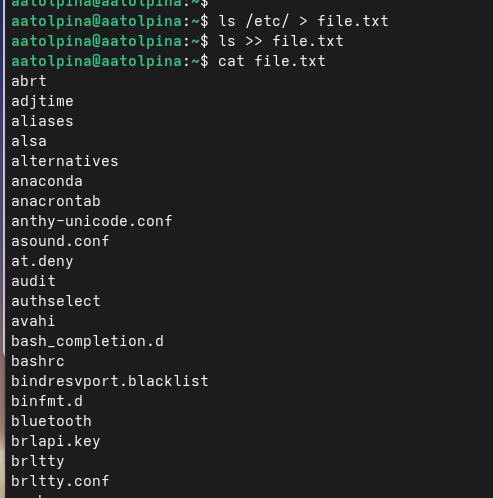 aatolpina@aatolpina:~$
aatolpina@aatolpina:~$ ls /etc/ > file.txt
aatolpina@aatolpina:~$ ls >> file.txt
aatolpina@aatolpina:~$ cat file.txt
abrt
adjtime
aliases
alsa
alternatives
anaconda
anacrontab
anthy-unicode.conf
asound.conf
at.deny
audit
authselect
avahi
bash_completion.d
bashrc
bindresvport.blacklist
binfmt.d
bluetooth
brlapi.key
brltty
brltty.conf